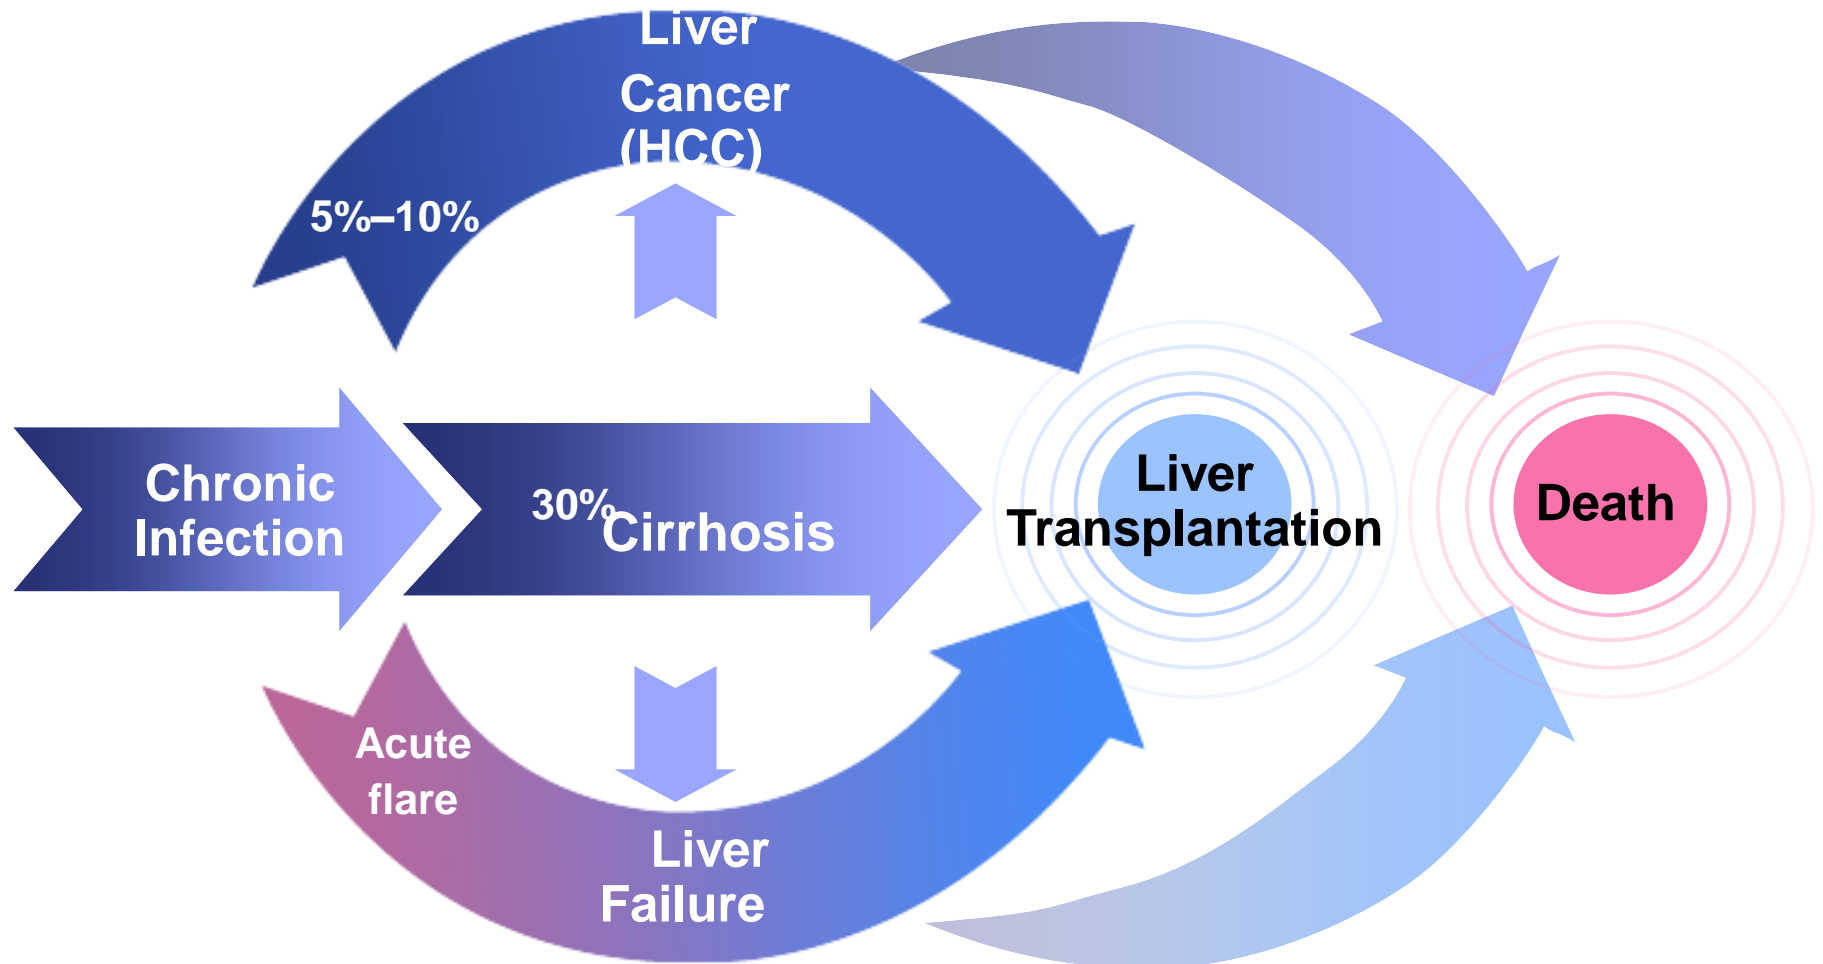 Liver
Cancer
(HCC)
5%–10%
Chronic
Infection
30%
Cirrhosis
Liver
Transplantation
Death
Acute
flare
Liver
Failure